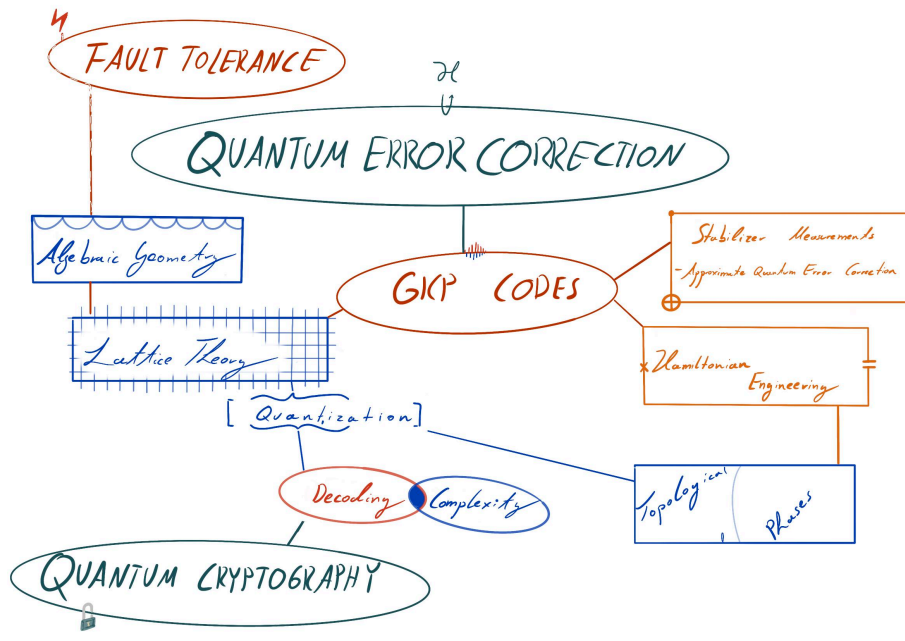 FAULT TOLERANCE
ℋ
QUANTUM ERROR CORRECTION
Algebraic Geometry
GKP CODES
Stabilizer Measurements
- Approximate Quantum Error Correction
Lattice Theory
Hamiltonian
Engineering
[Quantization]
Decoding
Complexity
Topological
Phases
QUANTUM CRYPTOGRAPHY